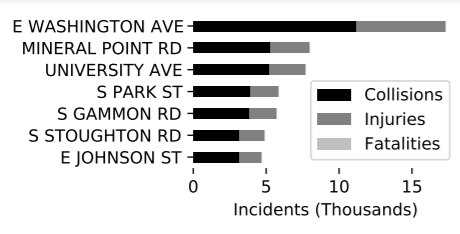 E WASHINGTON AVE
MINERAL POINT RD
UNIVERSITY AVE
S PARK ST
S GAMMON RD
S STOUGHTON RD
E JOHNSON ST
Collisions
Injuries
Fatalities
0 5 10 15
Incidents (Thousands)